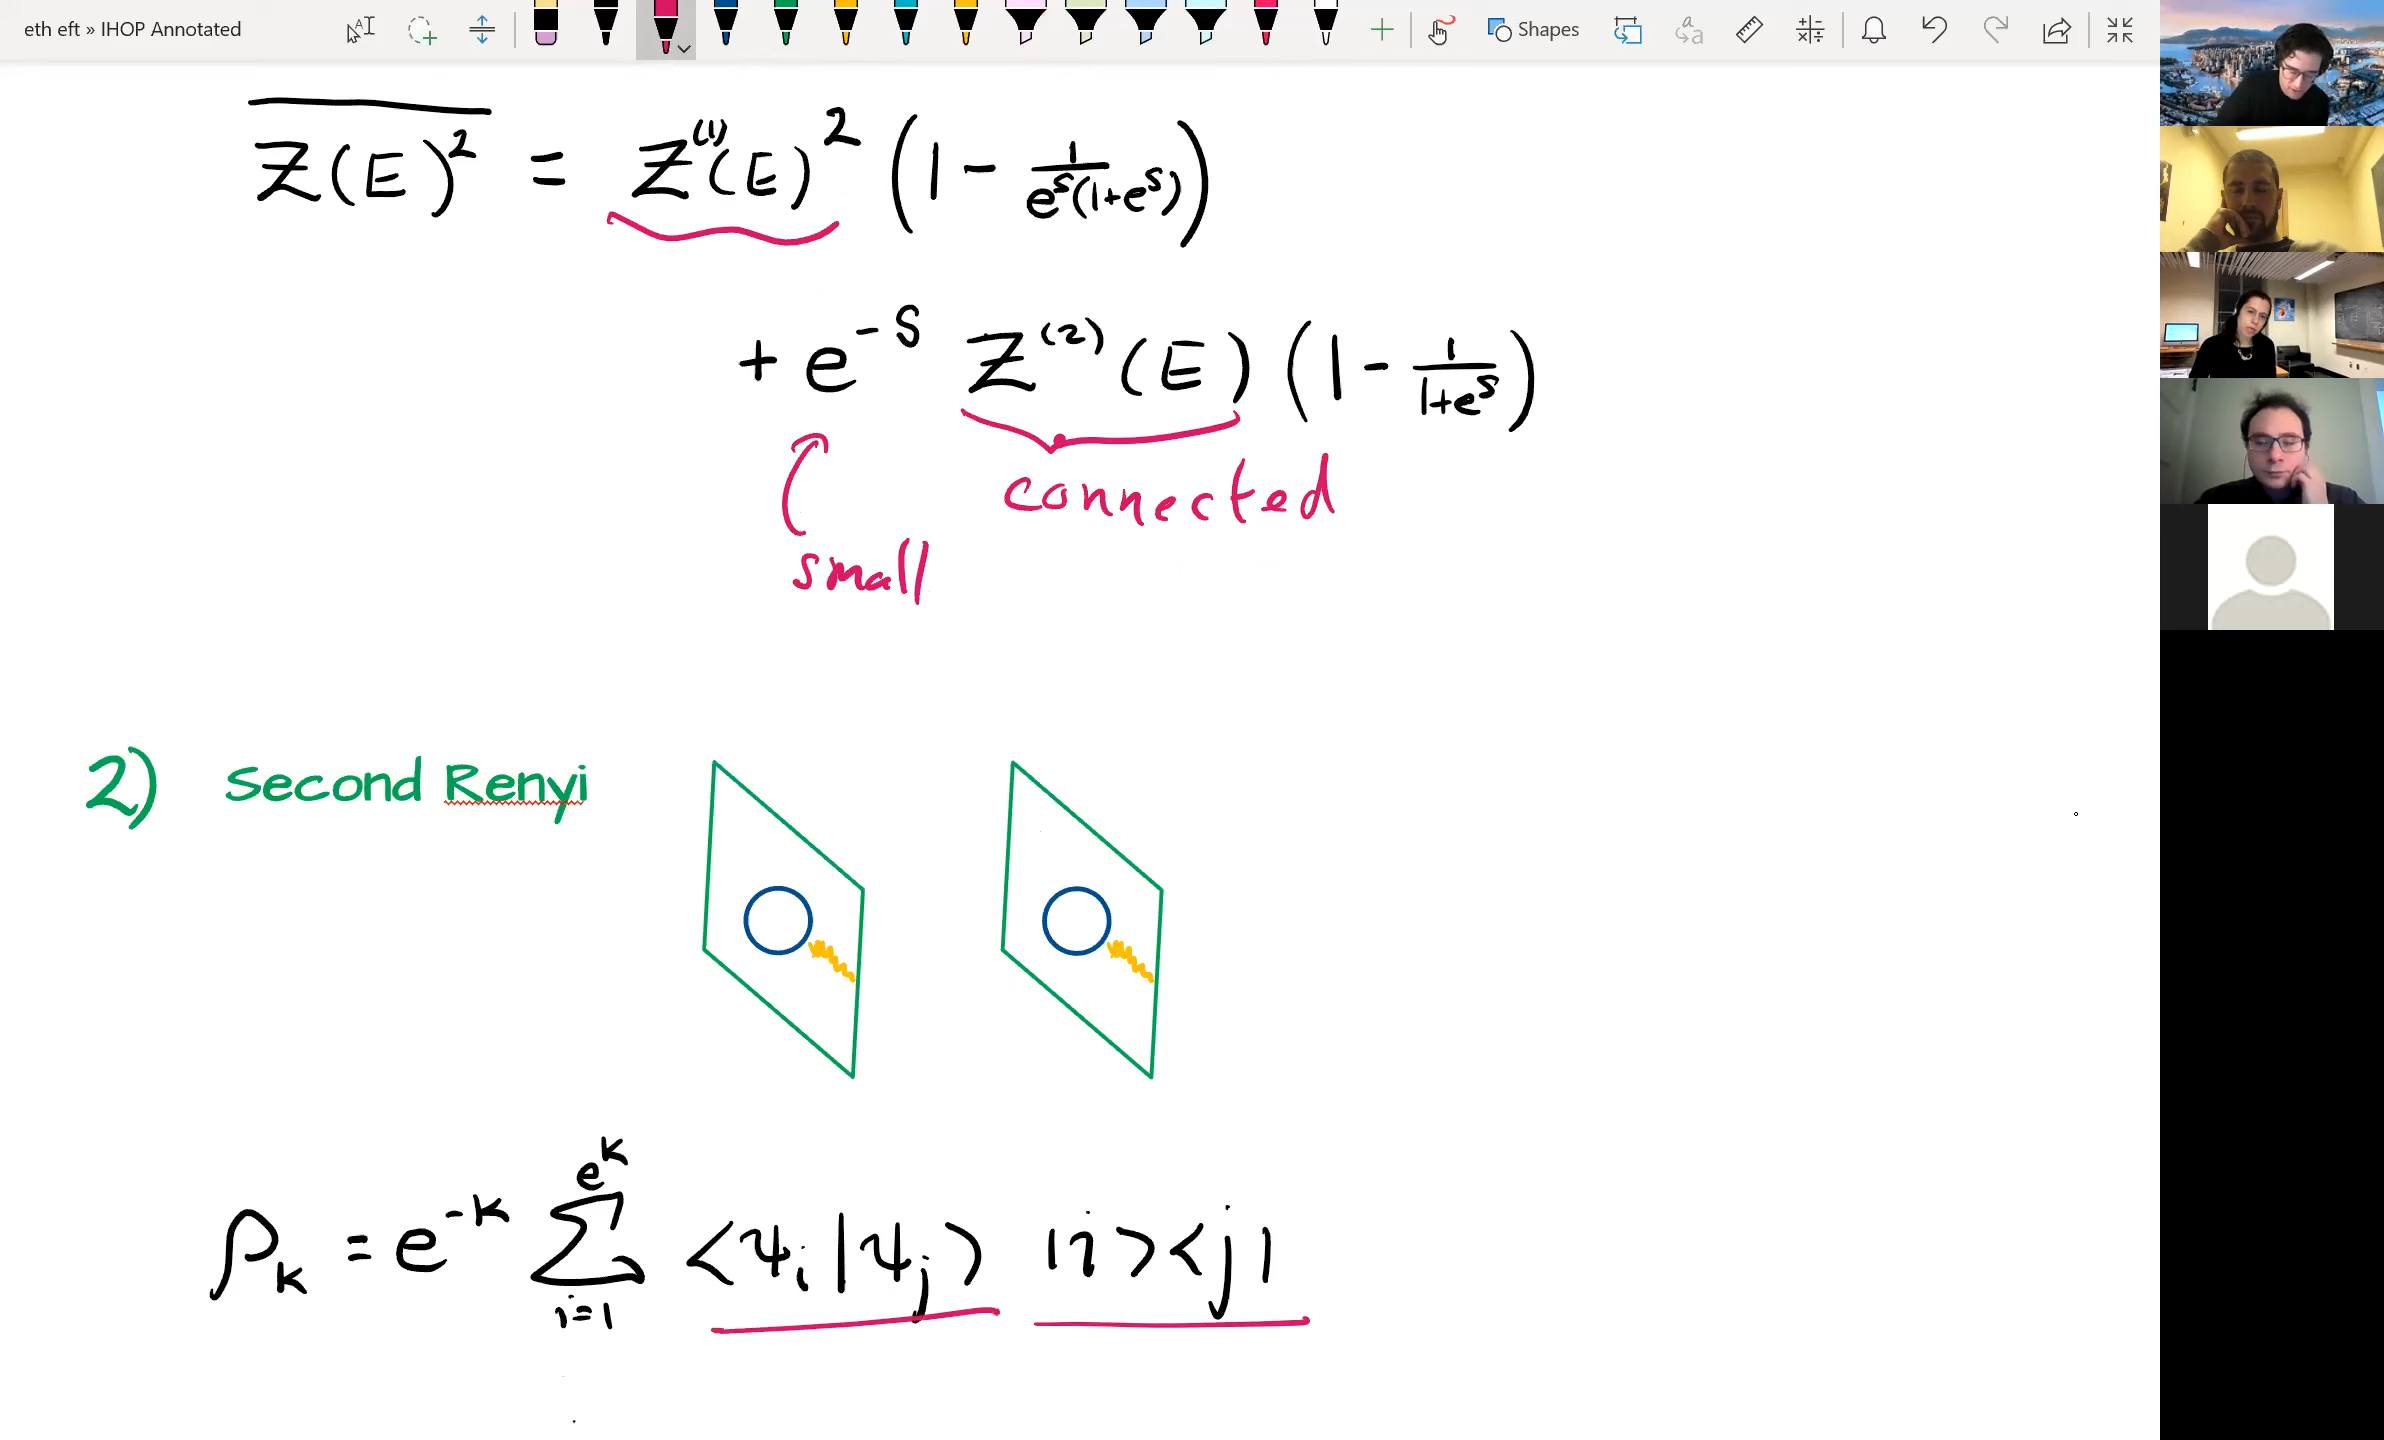 eth eft » IHOP Annotated
Shapes
Z(E)² = Z⁽¹⁾(E)² (1 - 1/(e^S(1+e^S)))
+ e^-S Z⁽²⁾(E) (1 - 1/(1+e^S))
connected
small
2) Second Renyi
ρ_K = e^-K Σ_{i=1}^{e^K} <ψ_i|ψ_j> |i><j|